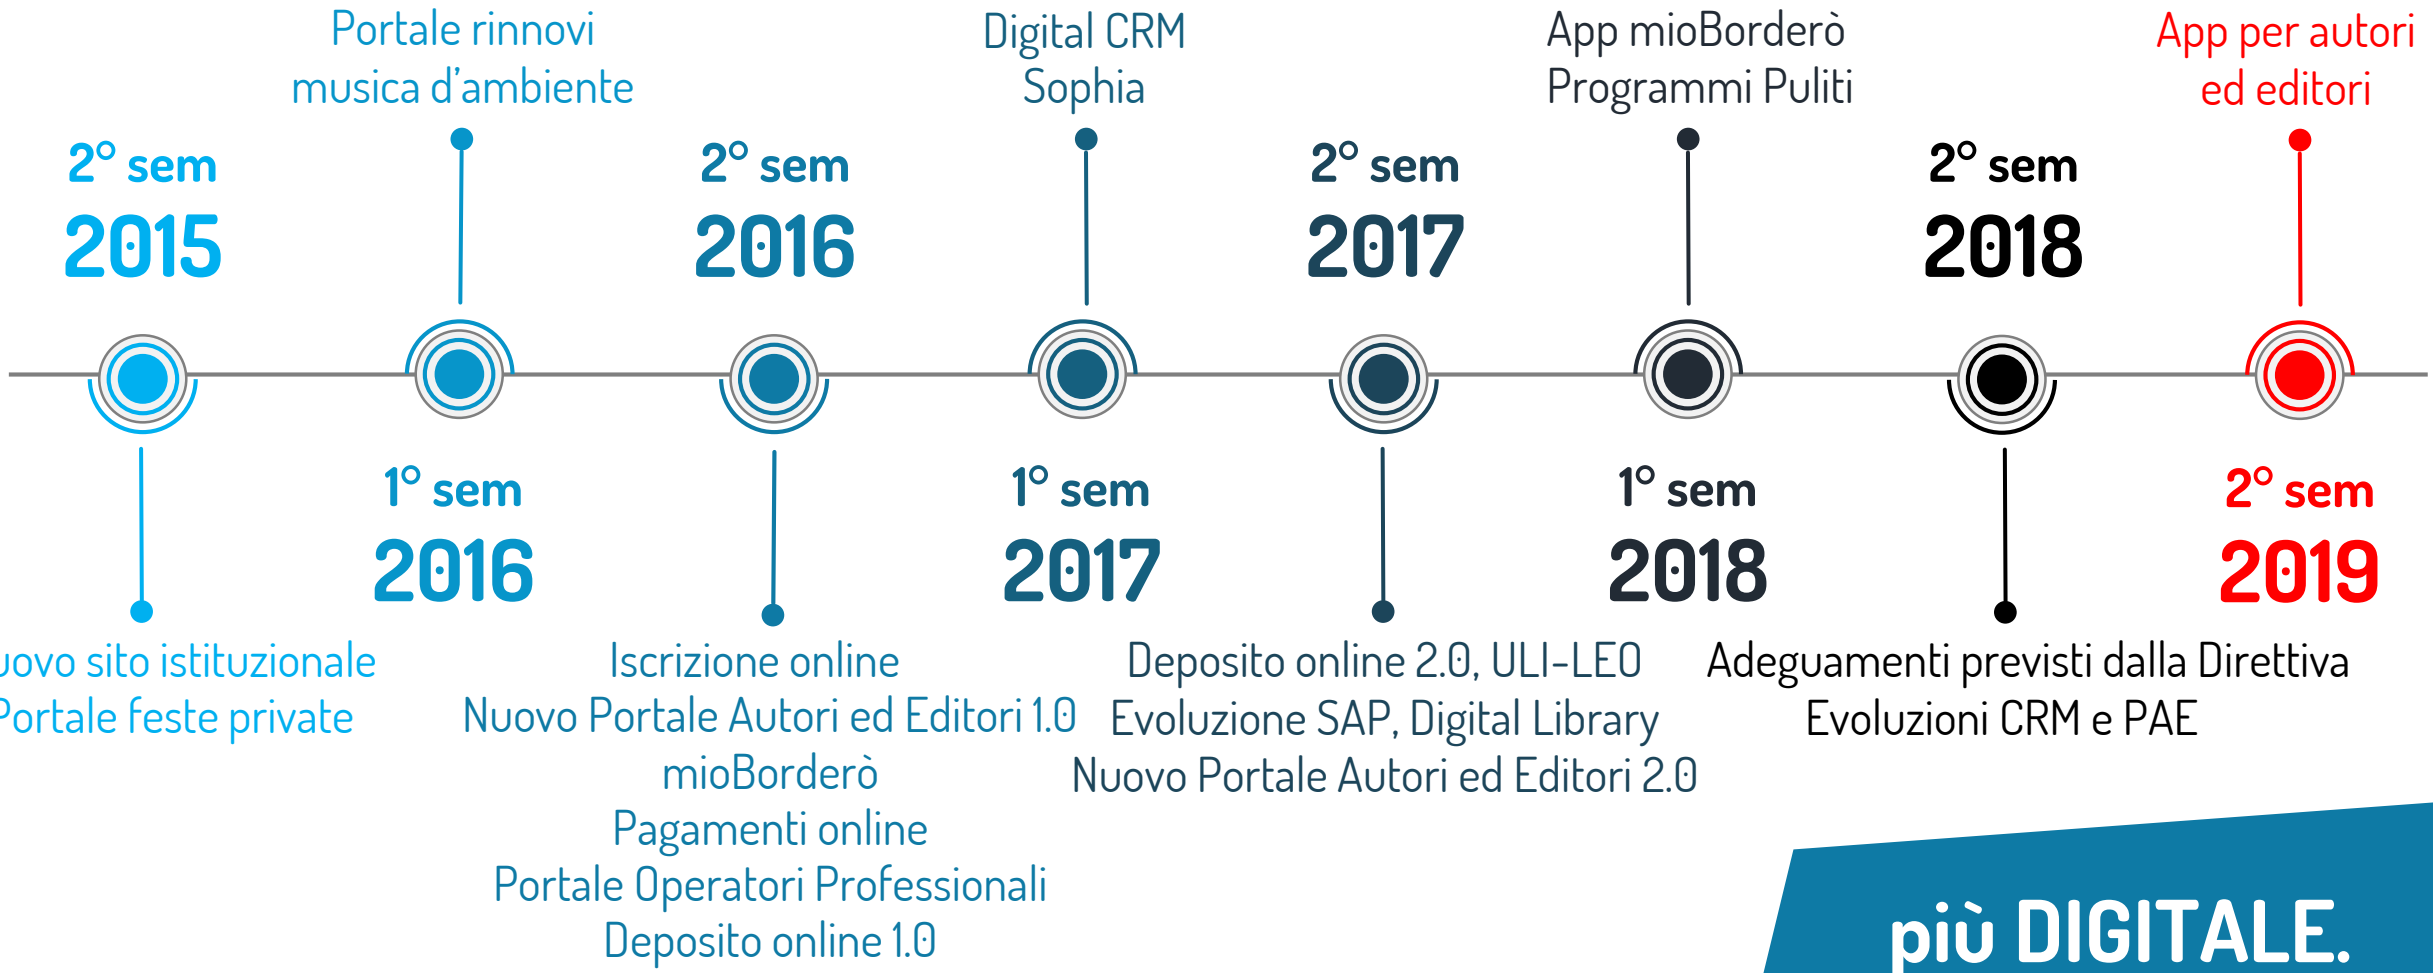 2° sem
2015
uovo sito istituzionale
Portale feste private
Portale rinnovi
musica d'ambiente
1° sem
2016
2° sem
2016
Iscrizione online
Nuovo Portale Autori ed Editori 1.0
mioBorderò
Pagamenti online
Portale Operatori Professionali
Deposito online 1.0
Digital CRM
Sophia
1° sem
2017
2° sem
2017
Deposito online 2.0, ULI-LEO
Evoluzione SAP, Digital Library
Nuovo Portale Autori ed Editori 2.0
App mioBorderò
Programmi Puliti
1° sem
2018
2° sem
2018
Adeguamenti previsti dalla Direttiva
Evoluzioni CRM e PAE
App per autori
ed editori
2° sem
2019
più DIGITALE.